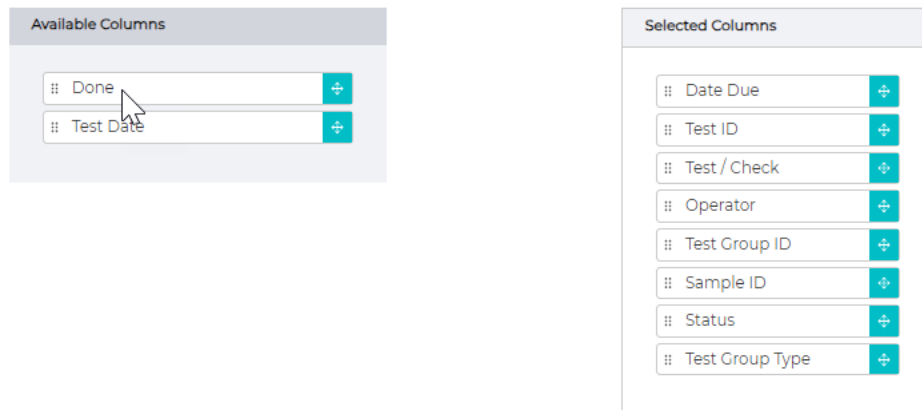 Available Columns
Done
Test Date
Selected Columns
Date Due
Test ID
Test / Check
Operator
Test Group ID
Sample ID
Status
Test Group Type